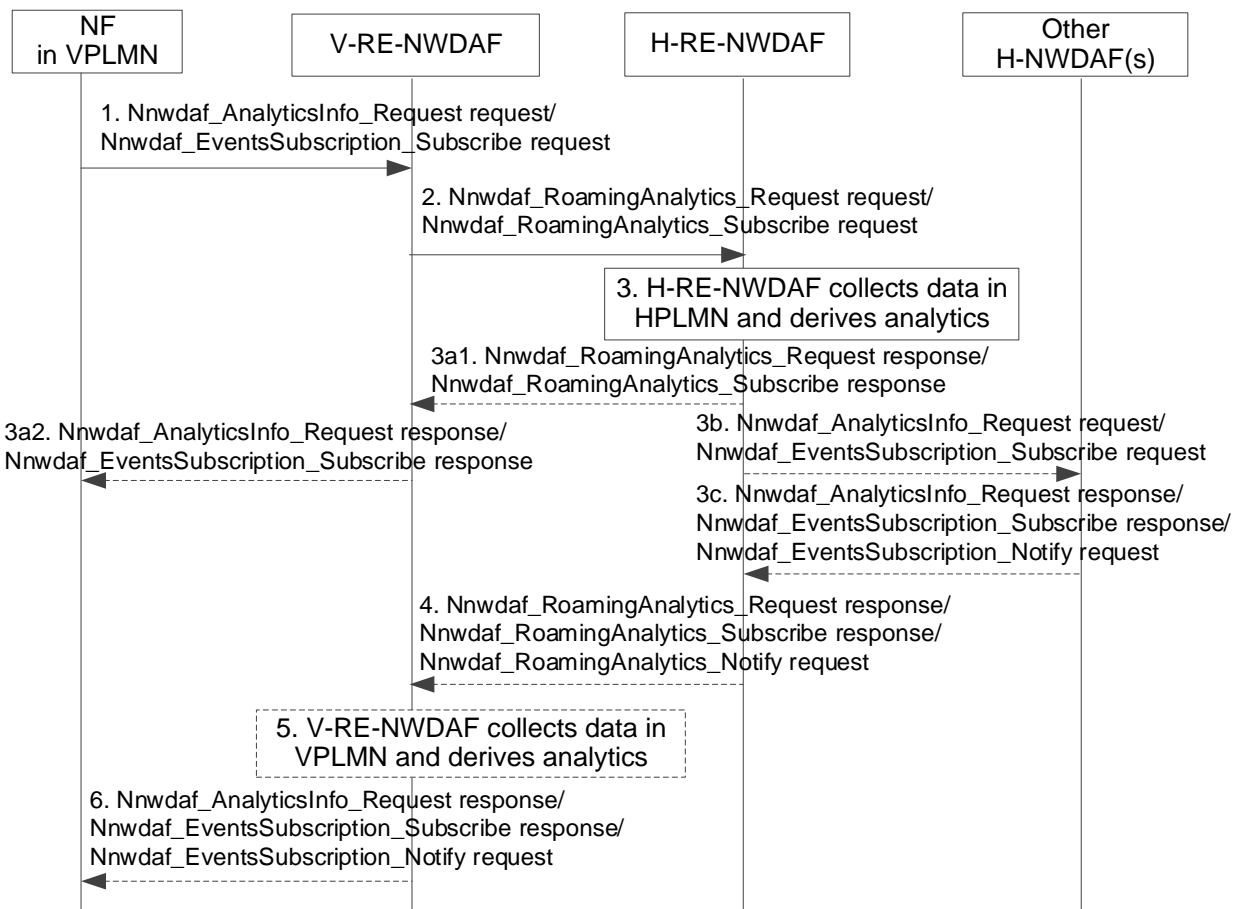 NF
in VPLMN
V-RE-NWDAF
H-RE-NWDAF
Other
H-NWDAF(s)
1. Nnwdaf_AnalyticsInfo_Request request/
Nnwdaf_EventsSubscription_Subscribe request
2. Nnwdaf_RoamingAnalytics_Request request/
Nnwdaf_RoamingAnalytics_Subscribe request
3. H-RE-NWDAF collects data in
HPLMN and derives analytics
3a1. Nnwdaf_RoamingAnalytics_Request response/
Nnwdaf_RoamingAnalytics_Subscribe response
3a2. Nnwdaf_AnalyticsInfo_Request response/
Nnwdaf_EventsSubscription_Subscribe response
3b. Nnwdaf_AnalyticsInfo_Request request/
Nnwdaf_EventsSubscription_Subscribe request
3c. Nnwdaf_AnalyticsInfo_Request response/
Nnwdaf_EventsSubscription_Subscribe response/
Nnwdaf_EventsSubscription_Notify request
4. Nnwdaf_RoamingAnalytics_Request response/
Nnwdaf_RoamingAnalytics_Subscribe response/
Nnwdaf_RoamingAnalytics_Notify request
5. V-RE-NWDAF collects data in
VPLMN and derives analytics
6. Nnwdaf_AnalyticsInfo_Request response/
Nnwdaf_EventsSubscription_Subscribe response/
Nnwdaf_EventsSubscription_Notify request